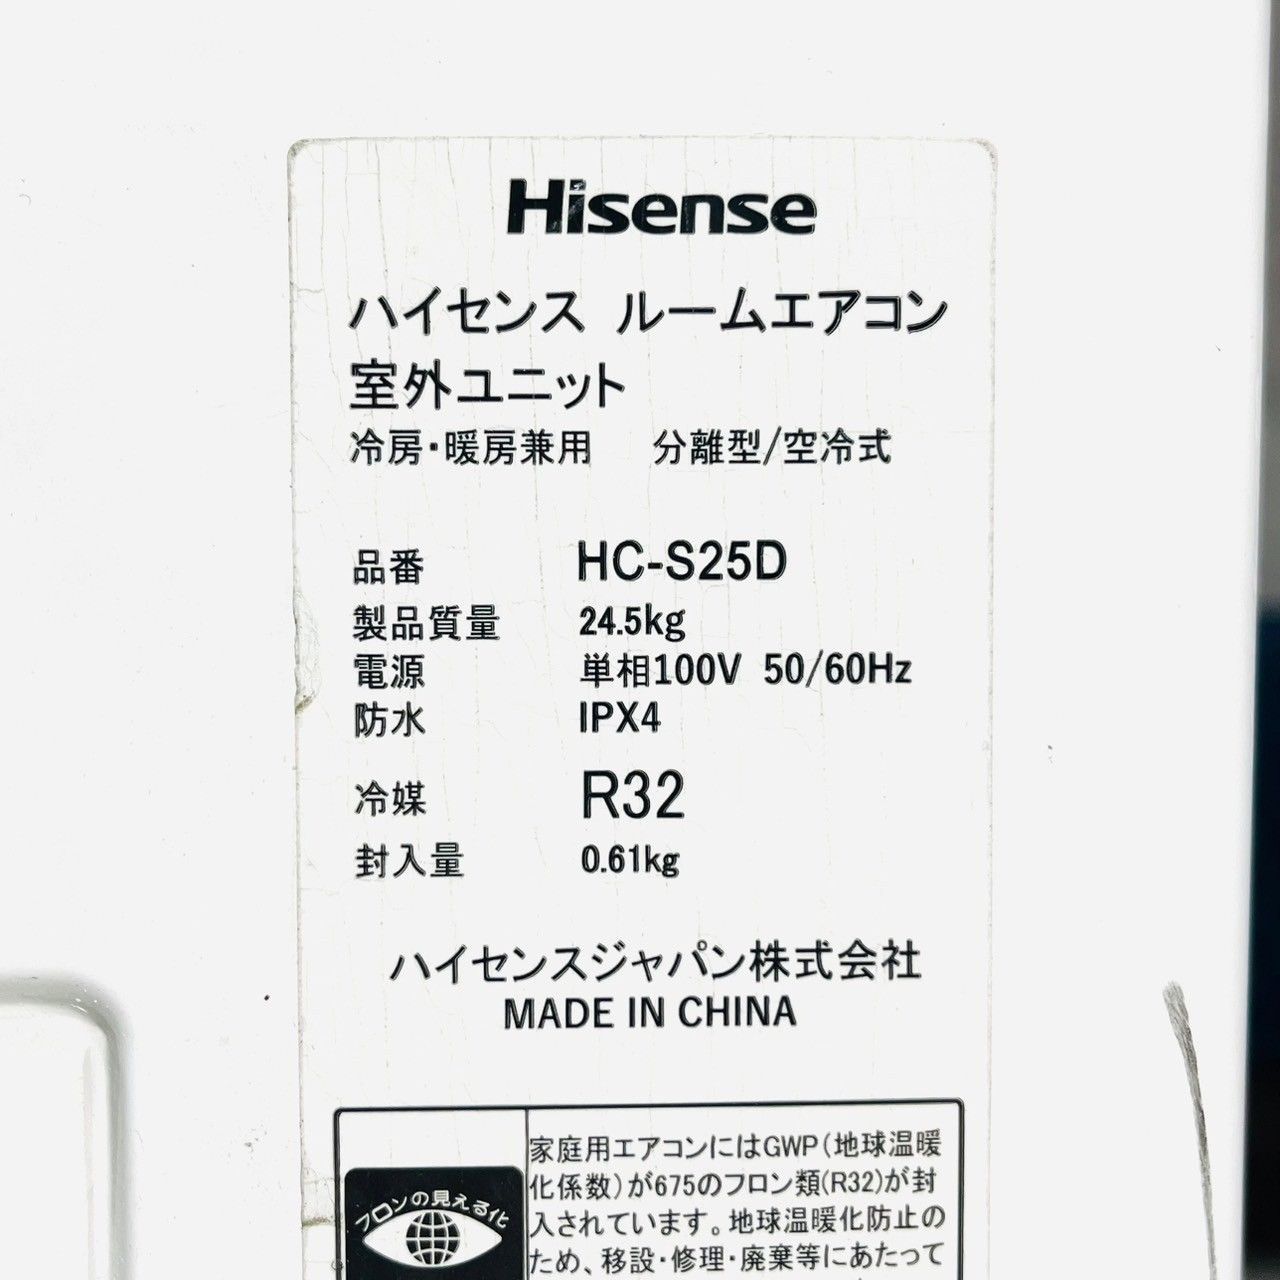 Hisense
ハイセンス ルームエアコン
室外ユニット
冷房・暖房兼用 分離型/空冷式
品番 HC-S25D
製品質量 24.5kg
電源 単相100V 50/60Hz
防水 IPX4
冷媒 R32
封入量 0.61kg
ハイセンスジャパン株式会社
MADE IN CHINA
フロンの見える化
家庭用エアコンにはGWP(地球温暖
化係数)が675のフロン類(R32)が封
入されています。地球温暖化防止の
ため、移設・修理・廃棄等にあたって